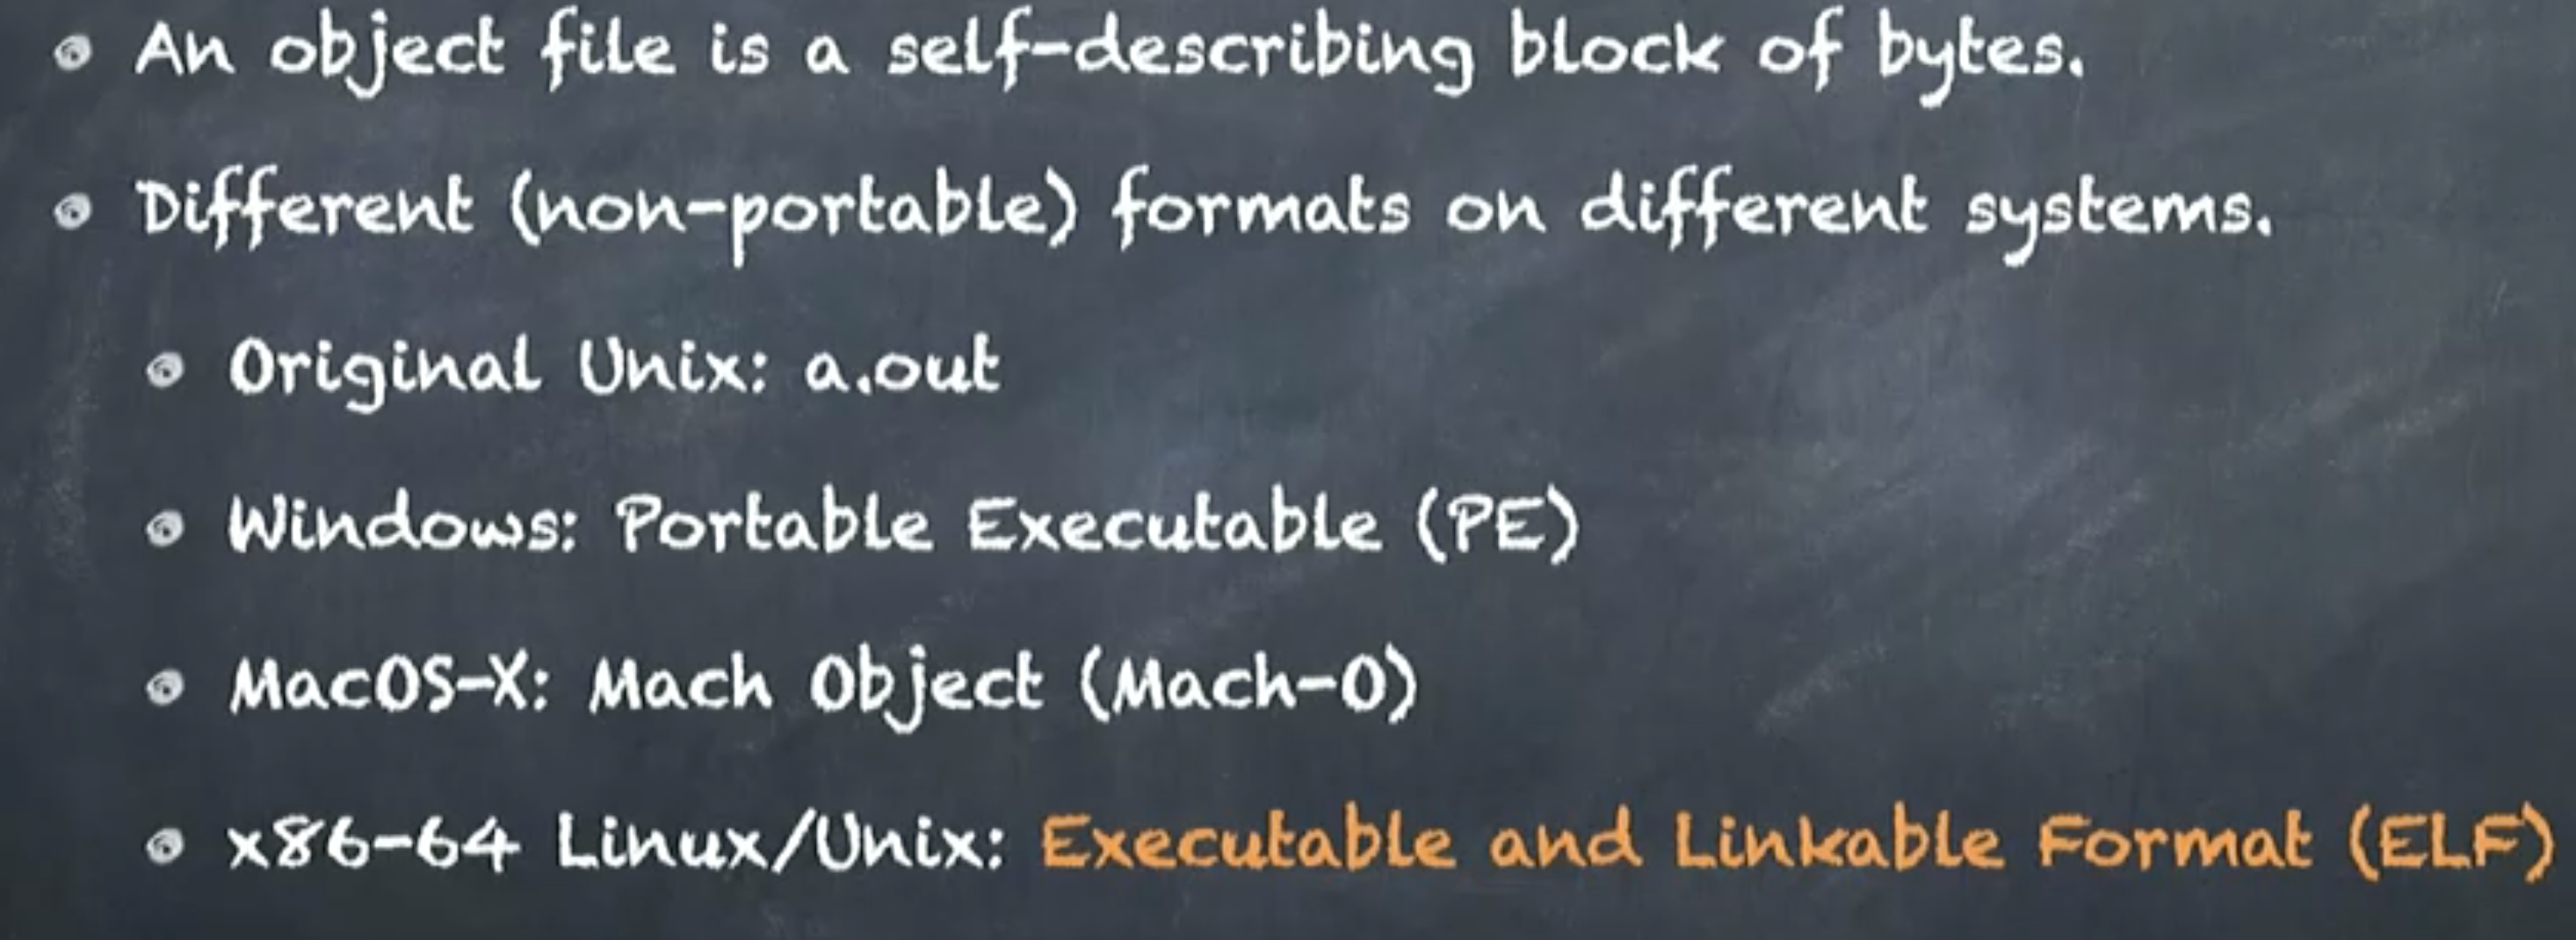 An object file is a self-describing block of bytes.
Different (non-portable) formats on different systems.
Original Unix: a.out
Windows: Portable Executable (PE)
MacOS-X: Mach Object (Mach-O)
x86-64 Linux/Unix: Executable and Linkable Format (ELF)